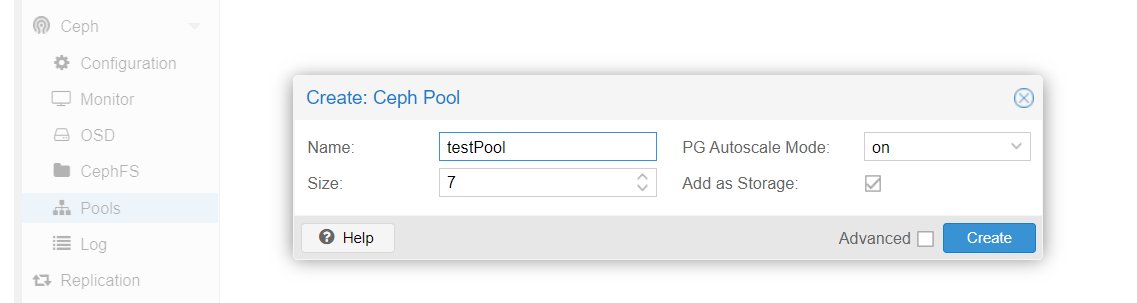 Ceph
Configuration
Monitor
OSD
CephFS
Pools
Log
Replication
Create: Ceph Pool
Name: testPool PG Autoscale Mode: on
Size: 7 Add as Storage:
Help Advanced Create